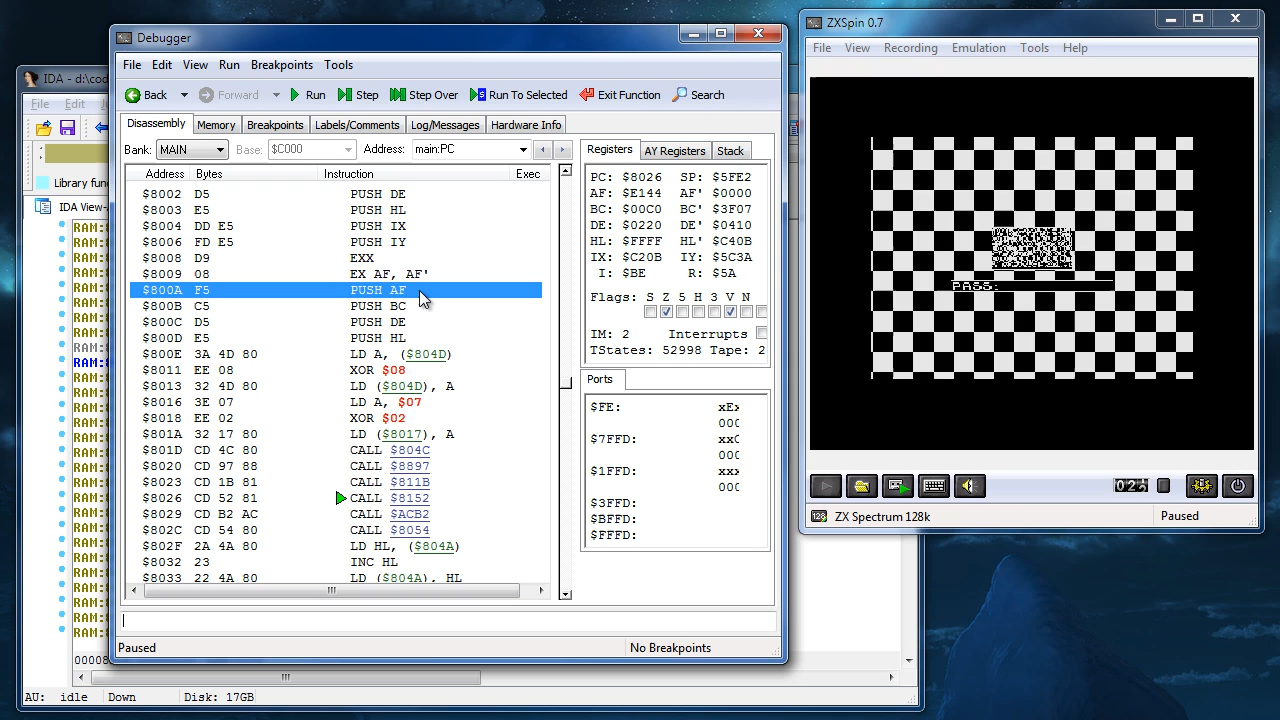 IDA - d:\cod
File Edit
Library fun
IDA View-
RAM:8
000008
AU: idle Down Disk: 17GB
Debugger
File Edit View Run Breakpoints Tools
Back Forward Run Step Step Over Run To Selected Exit Function Search
Disassembly Memory Breakpoints Labels/Comments Log/Messages Hardware Info
Bank: MAIN Base: $C000 Address: main:PC
Address Bytes Instruction Exec
$8002 D5 PUSH DE
$8003 E5 PUSH HL
$8004 DD E5 PUSH IX
$8006 FD E5 PUSH IY
$8008 D9 EXX
$8009 08 EX AF, AF'
$800A F5 PUSH AF
$800B C5 PUSH BC
$800C D5 PUSH DE
$800D E5 PUSH HL
$800E 3A 4D 80 LD A, ($804D)
$8011 EE 08 XOR $08
$8013 32 4D 80 LD ($804D), A
$8016 3E 07 LD A, $07
$8018 EE 02 XOR $02
$801A 32 17 80 LD ($8017), A
$801D CD 4C 80 CALL $804C
$8020 CD 97 88 CALL $8897
$8023 CD 1B 81 CALL $811B
$8026 CD 52 81 CALL $8152
$8029 CD B2 AC CALL $ACB2
$802C CD 54 80 CALL $8054
$802F 2A 4A 80 LD HL, ($804A)
$8032 23 INC HL
$8033 22 4A 80 LD ($804A), HL
Registers AY Registers Stack
PC: $8026 SP: $5FE2
AF: $E144 AF' $0000
BC: $00C0 BC' $3F07
DE: $0220 DE' $0410
HL: $FFFF HL' $C40B
IX: $C20B IY: $5C3A
I: $BE R: $5A
Flags: S Z 5 H 3 V N
IM: 2 Interrupts
TStates: 52998 Tape: 2
Ports
$FE: xEx
000
$7FFD: xxC
000
$1FFD: xxx
000
$3FFD:
$BFFD:
$FFFD:
Paused No Breakpoints
ZXSpin 0.7
File View Recording Emulation Tools Help
PASS:
025
128 ZX Spectrum 128k Paused